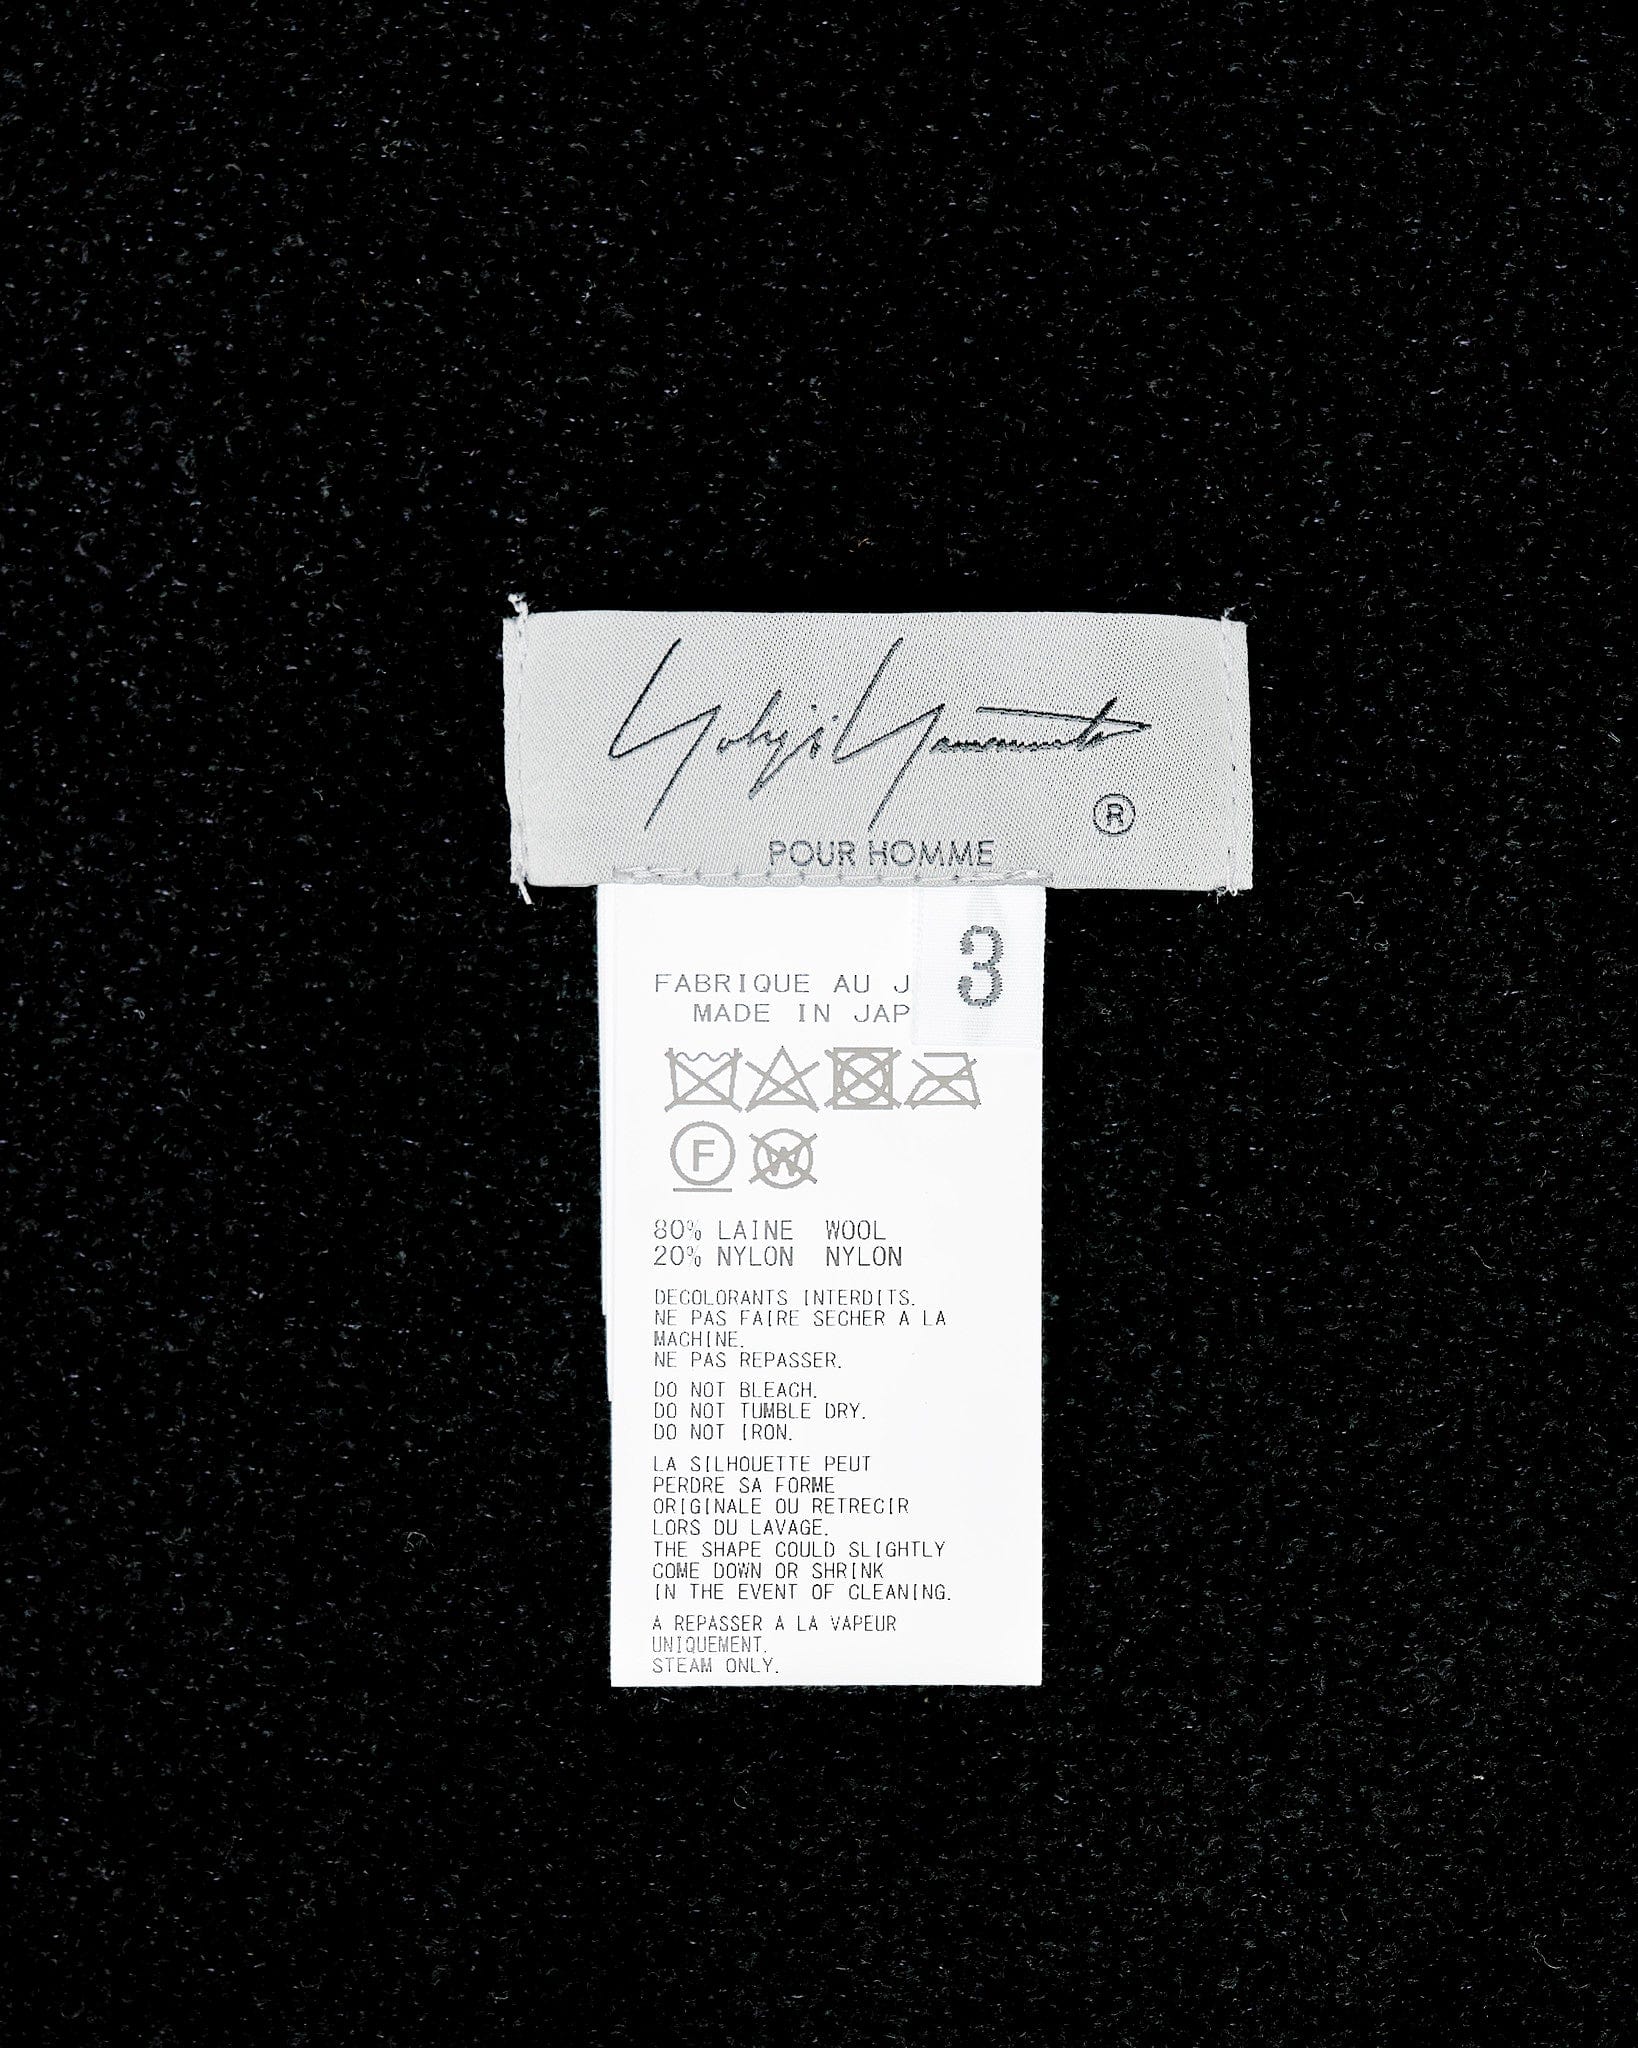 Yohji Yamamoto
®
POUR HOMME
3
FABRIQUE AU J
MADE IN JAP
F
W
80% LAINE WOOL
20% NYLON NYLON
DECOLORANTS INTERDITS.
NE PAS FAIRE SECHER A LA
MACHINE.
NE PAS REPASSER.
DO NOT BLEACH.
DO NOT TUMBLE DRY.
DO NOT IRON.
LA SILHOUETTE PEUT
PERDRE SA FORME
ORIGINALE OU RETRECIR
LORS DU LAVAGE.
THE SHAPE COULD SLIGHTLY
COME DOWN OR SHRINK
IN THE EVENT OF CLEANING.
A REPASSER A LA VAPEUR
UNIQUEMENT.
STEAM ONLY.